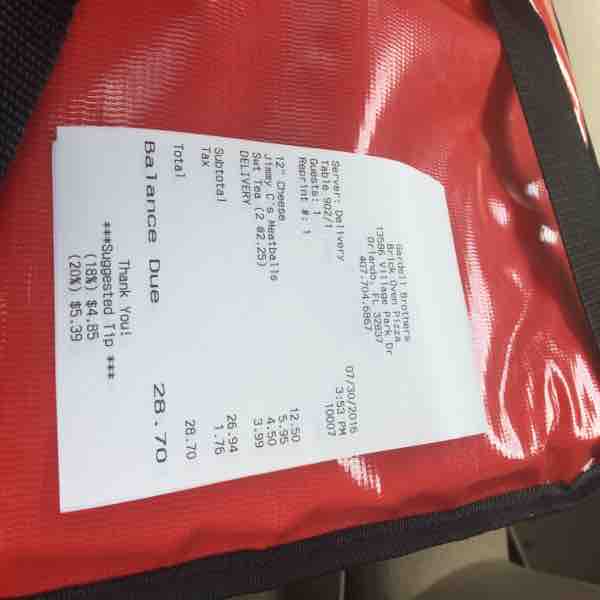 Gardell Brothers
Brick Oven Pizza
13586 Village Park Dr
Orlando, FL 32837
407.704.6867
Server: Delivery 07/30/2016
Table 902/1 3:53 PM
Guests: 1 10007
Reprint #: 1
12" Cheese 12.50
Jimmy C's Meatballs 5.95
Swt Tea (2 @2.25) 4.50
DELIVERY 3.99
Subtotal 26.94
Tax 1.76
Total 28.70
Balance Due 28.70
Thank You!
***Suggested Tip ***
(18%) $4.85
(20%) $5.39